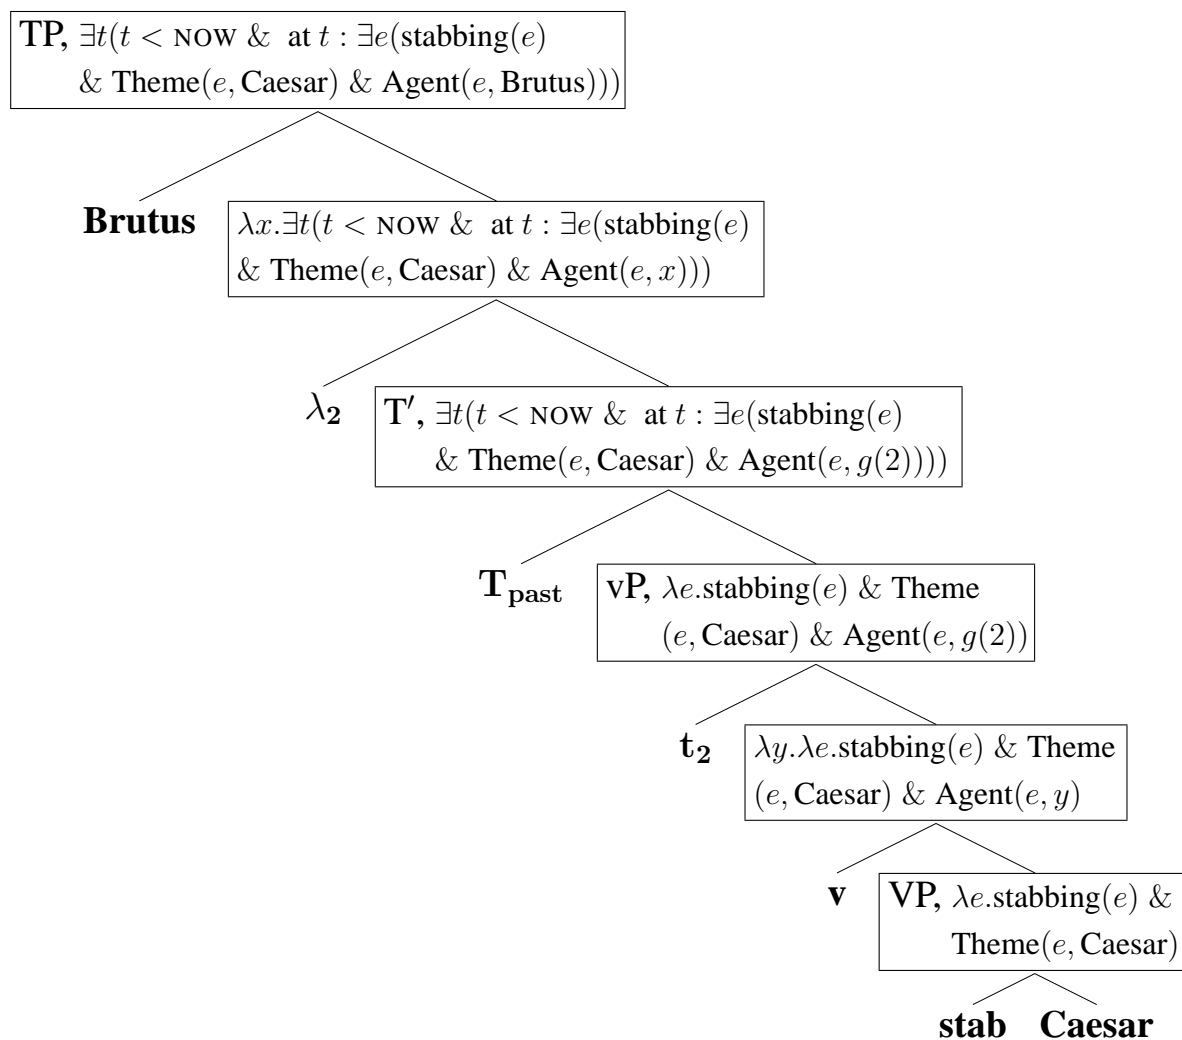 TP, ∃t(t < NOW & at t : ∃e(stabbing(e)
& Theme(e, Caesar) & Agent(e, Brutus)))
Brutus
λx.∃t(t < NOW & at t : ∃e(stabbing(e)
& Theme(e, Caesar) & Agent(e, x)))
λ₂
T′, ∃t(t < NOW & at t : ∃e(stabbing(e)
& Theme(e, Caesar) & Agent(e, g(2))))
T_past
vP, λe.stabbing(e) & Theme
(e, Caesar) & Agent(e, g(2))
t₂
λy.λe.stabbing(e) & Theme
(e, Caesar) & Agent(e, y)
v
VP, λe.stabbing(e) &
Theme(e, Caesar)
stab Caesar